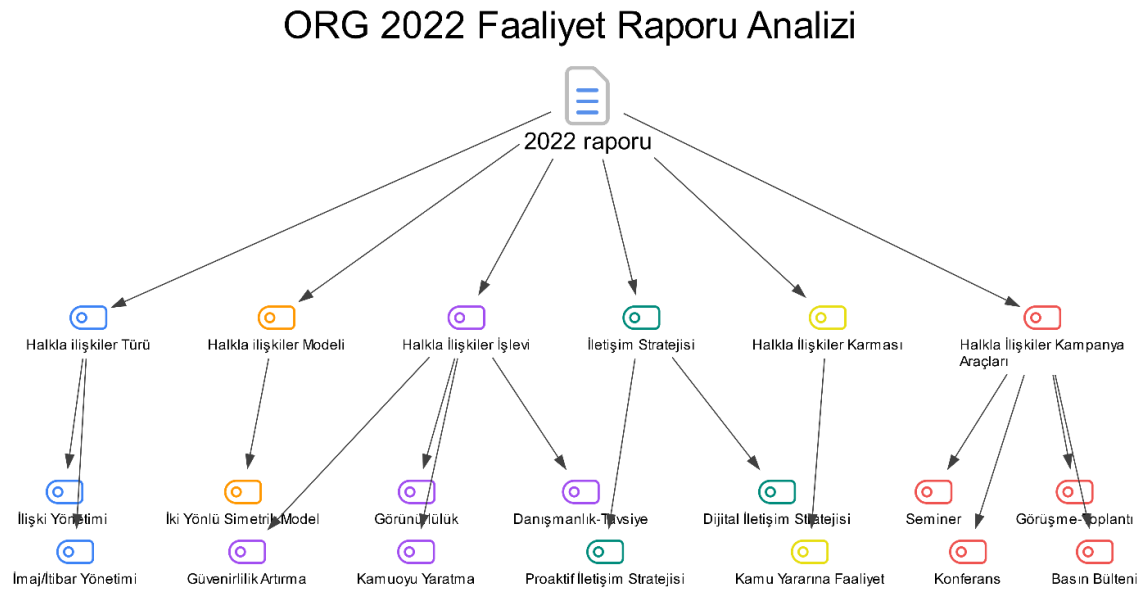 ORG 2022 Faaliyet Raporu Analizi
2022 raporu
Halkla ilişkiler Türü
Halkla ilişkiler Modeli
Halkla İlişkiler İşlevi
İletişim Stratejisi
Halkla İlişkiler Karması
Halkla İlişkiler Kampanya
Araçları
İlişki Yönetimi
İki Yönlü Simetrik Model
Görünürlülük
Danışmanlık-Tavsiye
Dijital İletişim Stratejisi
Seminer
Görüşme-Toplantı
İmaj/İtibar Yönetimi
Güvenirlilik Artırma
Kamuoyu Yaratma
Proaktif İletişim Stratejisi
Kamu Yararına Faaliyet
Konferans
Basın Bülteni